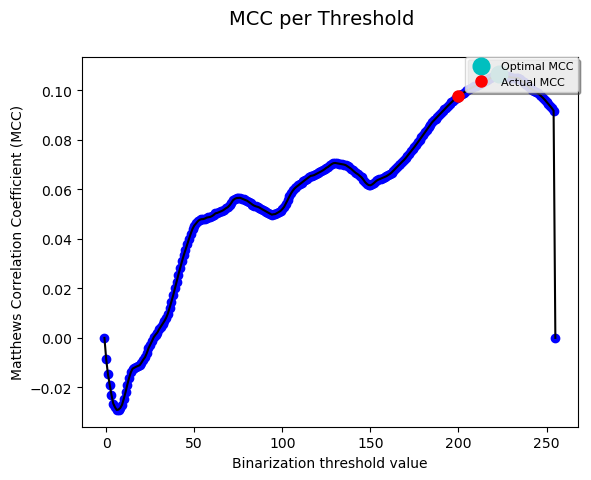 MCC per Threshold
Optimal MCC
Actual MCC
0.10
0.08
0.06
0.04
0.02
0.00
−0.02
Matthews Correlation Coefficient (MCC)
0 50 100 150 200 250
Binarization threshold value